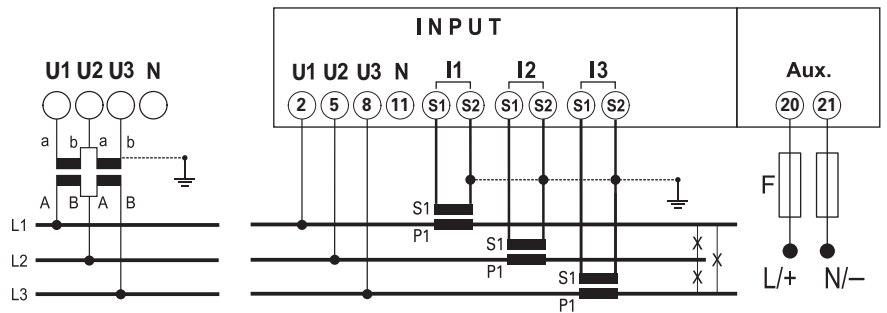 INPUT
U1 U2 U3 N
U1 U2 U3 N I1 I2 I3 Aux.
2 5 8 11 S1 S2 S1 S2 S1 S2 20 21
a b a b
F
A B A B S1
L1
P1
S1
L2
P1
S1
L3
P1
X
X
X
L/+ N/–